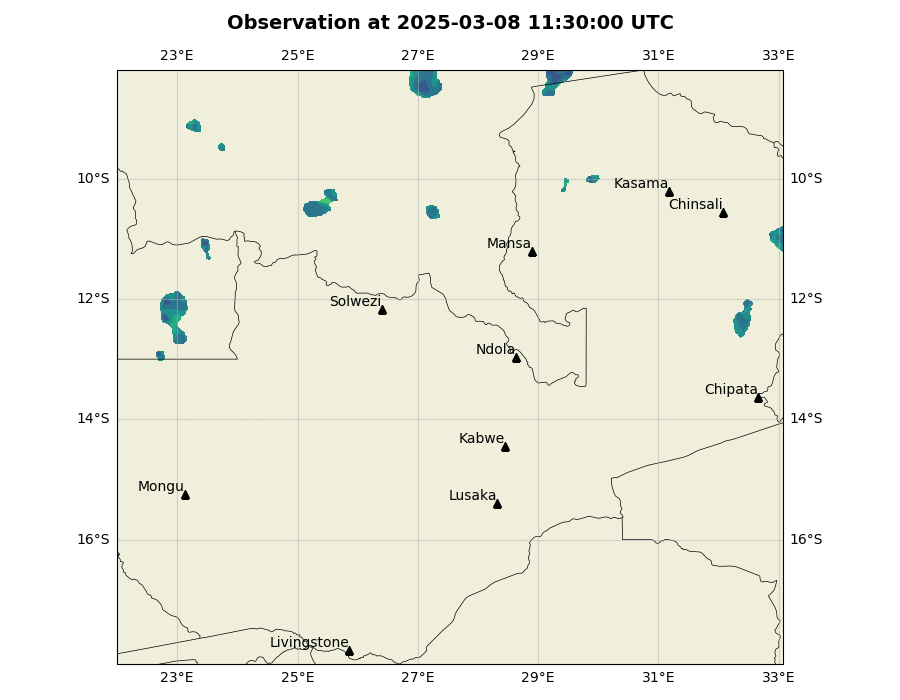 Observation at 2025-03-08 11:30:00 UTC
23°E 25°E 27°E 29°E 31°E 33°E
10°S Kasama 10°S
Chinsali
Mansa
12°S Solwezi 12°S
Ndola
Chipata
14°S 14°S
Kabwe
Mongu
Lusaka
16°S 16°S
Livingstone
23°E 25°E 27°E 29°E 31°E 33°E